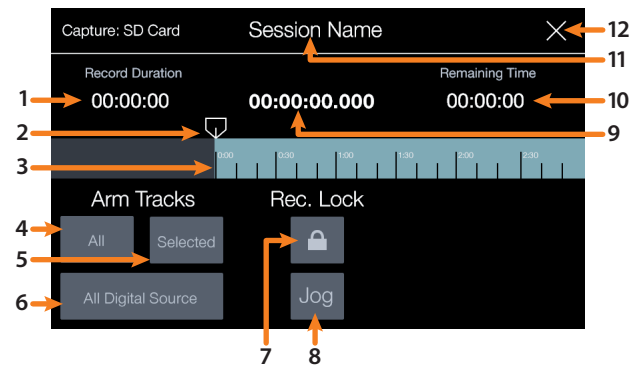 Capture: SD Card Session Name 12
11
Record Duration Remaining Time
1 00:00:00 00:00:00.000 00:00:00 10
2 9
3 0:00 0:30 1:00 1:30 2:00 2:30
Arm Tracks Rec. Lock
4 All Selected
5
6 All Digital Source Jog
7 8